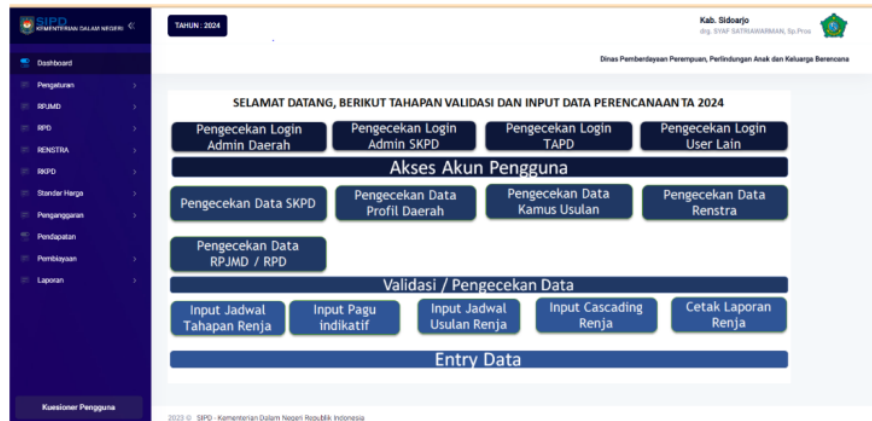 SIPD
KEMENTERIAN DALAM NEGERI
TAHUN : 2024
Kab. Sidoarjo
drg. SYAF SATRIAWARMAN, Sp.Pros
Dinas Pemberdayaan Perempuan, Perlindungan Anak dan Keluarga Berencana
Dashboard
Pengaturan
RPJMD
RPD
RENSTRA
RKPD
Standar Harga
Penganggaran
Pendapatan
Pembiayaan
Laporan
Kuesioner Pengguna
SELAMAT DATANG, BERIKUT TAHAPAN VALIDASI DAN INPUT DATA PERENCANAAN TA 2024
Pengecekan Login Admin Daerah
Pengecekan Login Admin SKPD
Pengecekan Login TAPD
Pengecekan Login User Lain
Akses Akun Pengguna
Pengecekan Data SKPD
Pengecekan Data Profil Daerah
Pengecekan Data Kamus Usulan
Pengecekan Data Renstra
Pengecekan Data RPJMD / RPD
Validasi / Pengecekan Data
Input Jadwal Tahapan Renja
Input Pagu indikatif
Input Jadwal Usulan Renja
Input Cascading Renja
Cetak Laporan Renja
Entry Data
2023 © SIPD - Kementerian Dalam Negeri Republik Indonesia